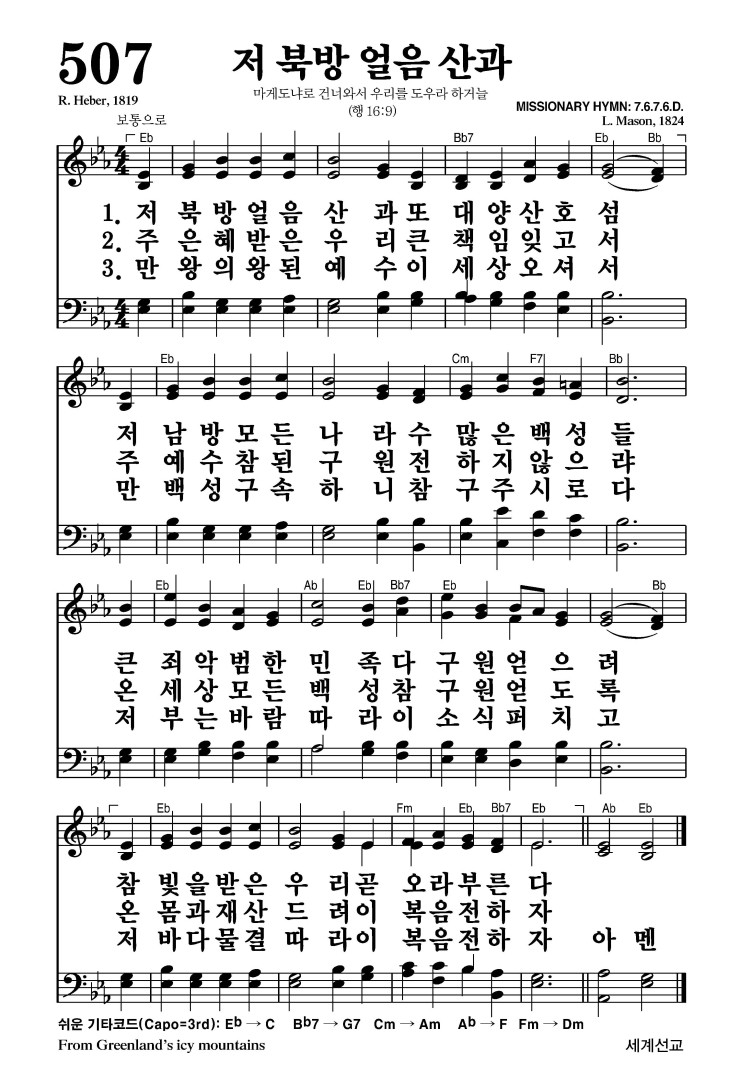 507
저 북방 얼음 산과
R. Heber, 1819
마게도냐로 건너와서 우리를 도우라 하거늘
(행 16:9)
MISSIONARY HYMN: 7.6.7.6.D.
L. Mason, 1824
보통으로
Eb Bb7 Eb Bb
4 4
1. 저 북 방 얼 음 산 과 또 대 양 산 호 섬
2. 주 은 혜 받 은 우 리 큰 책 임 잊 고 서
3. 만 왕 의 왕 된 예 수 이 세 상 오 셔 서
4 4
Eb Cm F7 Bb
저 남 방 모 든 나 라 수 많 은 백 성 들
주 예 수 참 된 구 원 전 하 지 않 으 랴
만 백 성 구 속 하 니 참 구 주 시 로 다
Eb Ab Eb Bb7 Eb Bb
큰 죄 악 범 한 민 족 다 구 원 얻 으 려
온 세 상 모 든 백 성 참 구 원 얻 도 록
저 부 는 바 람 따 라 이 소 식 퍼 치 고
Eb Fm Eb Bb7 Eb Ab Eb
참 빛 을 받 은 우 리 곧 오 라 부 른 다
온 몸 과 재 산 드 려 이 복 음 전 하 자
저 바 다 물 결 따 라 이 복 음 전 하 자 아 멘
쉬운 기타코드(Capo=3rd): Eb → C Bb7 → G7 Cm → Am Ab → F Fm → Dm
From Greenland's icy mountains
세계선교